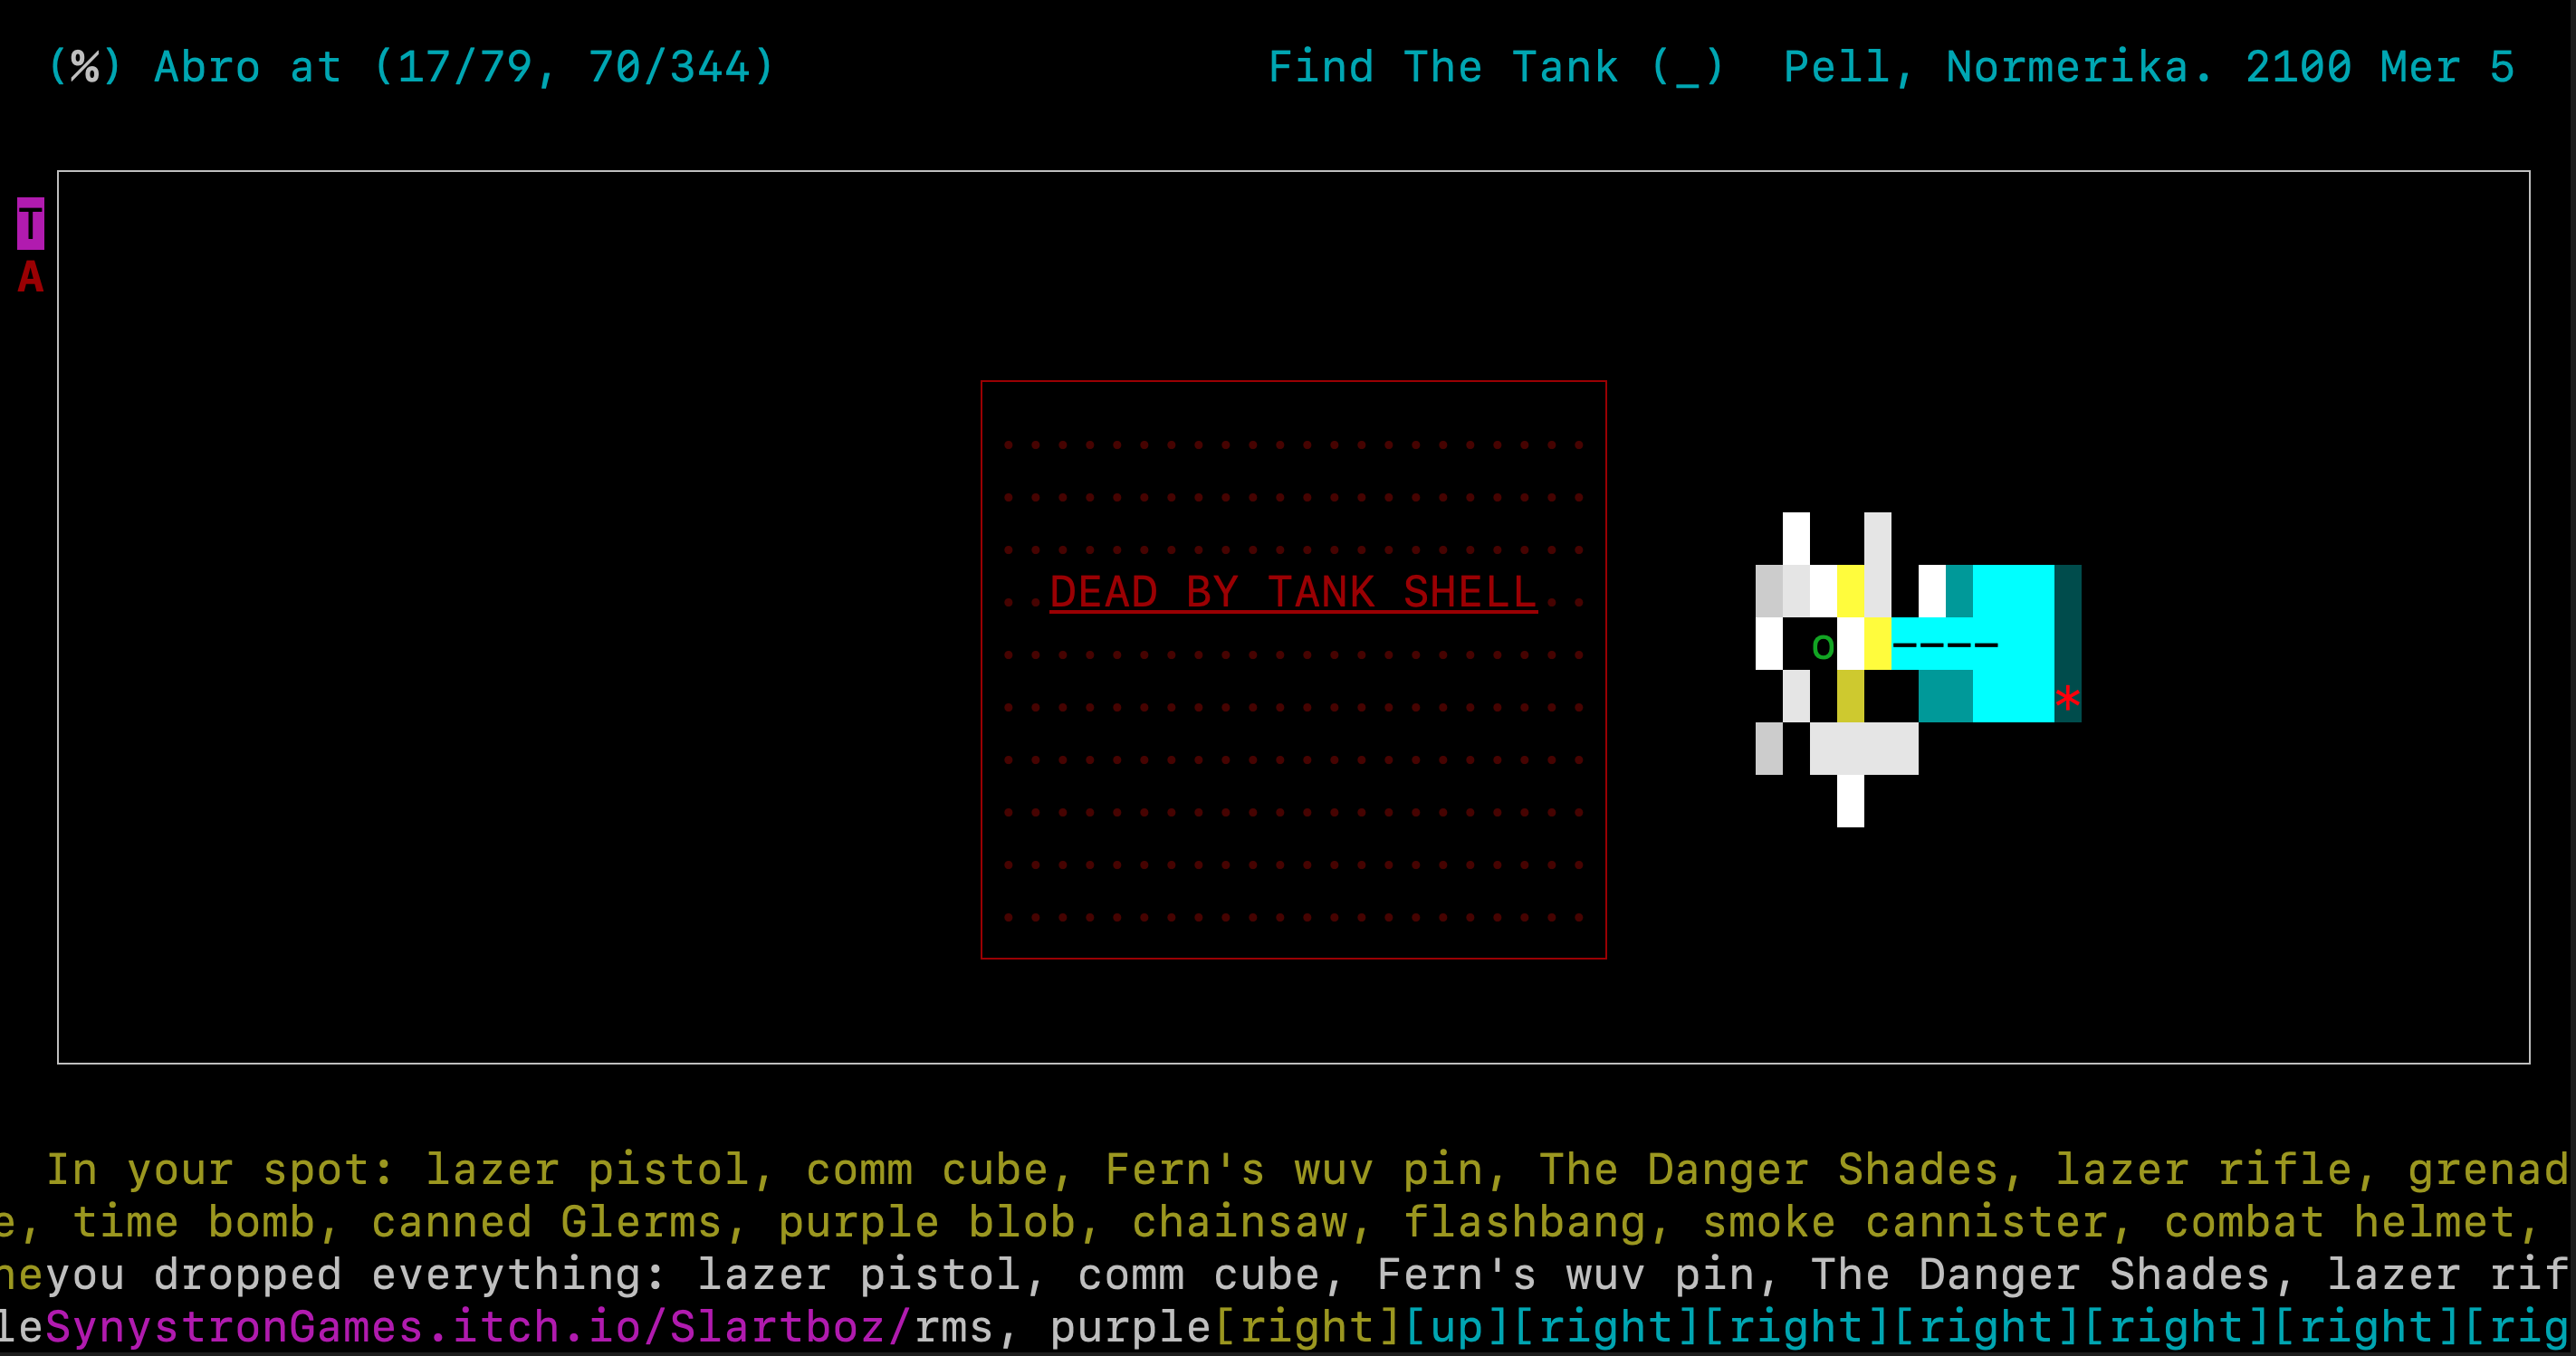 (%) Abro at (17/79, 70/344) Find The Tank (_) Pell, Normerika. 2100 Mer 5
T
A
DEAD BY TANK SHELL
o ----
*
In your spot: lazer pistol, comm cube, Fern's wuv pin, The Danger Shades, lazer rifle, grenad
e, time bomb, canned Glerms, purple blob, chainsaw, flashbang, smoke cannister, combat helmet,
neyou dropped everything: lazer pistol, comm cube, Fern's wuv pin, The Danger Shades, lazer rif
leSynystronGames.itch.io/Slartboz/rms, purple[right][up][right][right][right][right][right][rig